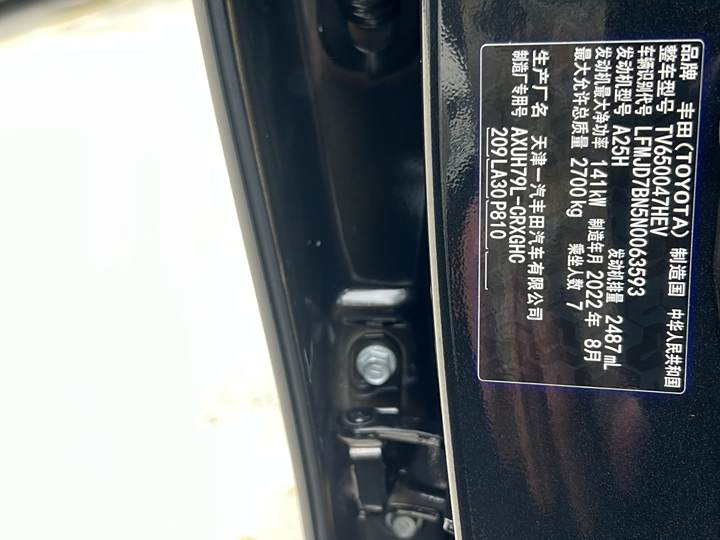 品牌 丰田(TOYOTA) 制造国 中华人民共和国
整车型号 TV650047HEV
车辆识别代号 LFMJD7BN5N0063593
发动机型号 A25H 发动机排量 2487mL
发动机最大净功率 141kW 制造年月 2022年 8月
最大允许总质量 2700kg 乘坐人数 7
生产厂名 天津一汽丰田汽车有限公司
制造厂专用号 AXUH79L-CRXGHC
209LA30P810